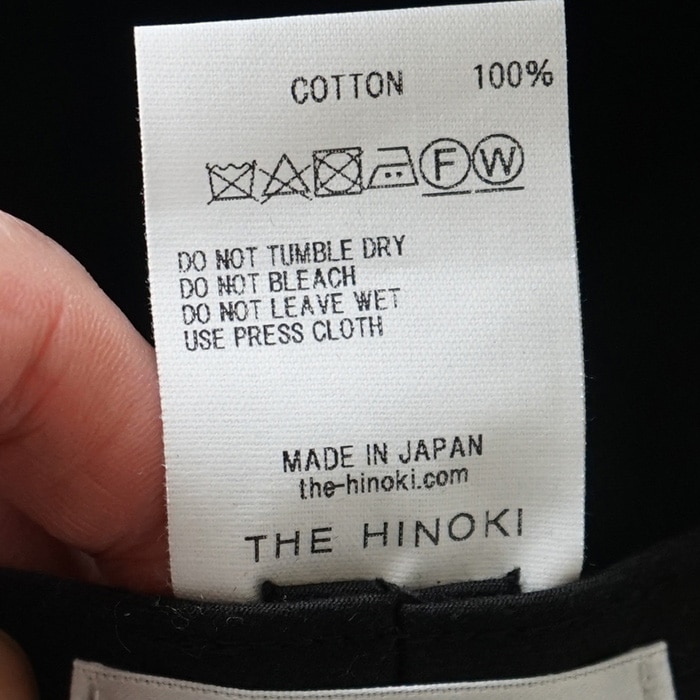 COTTON 100%
F W
DO NOT TUMBLE DRY
DO NOT BLEACH
DO NOT LEAVE WET
USE PRESS CLOTH
MADE IN JAPAN
the-hinoki.com
THE HINOKI